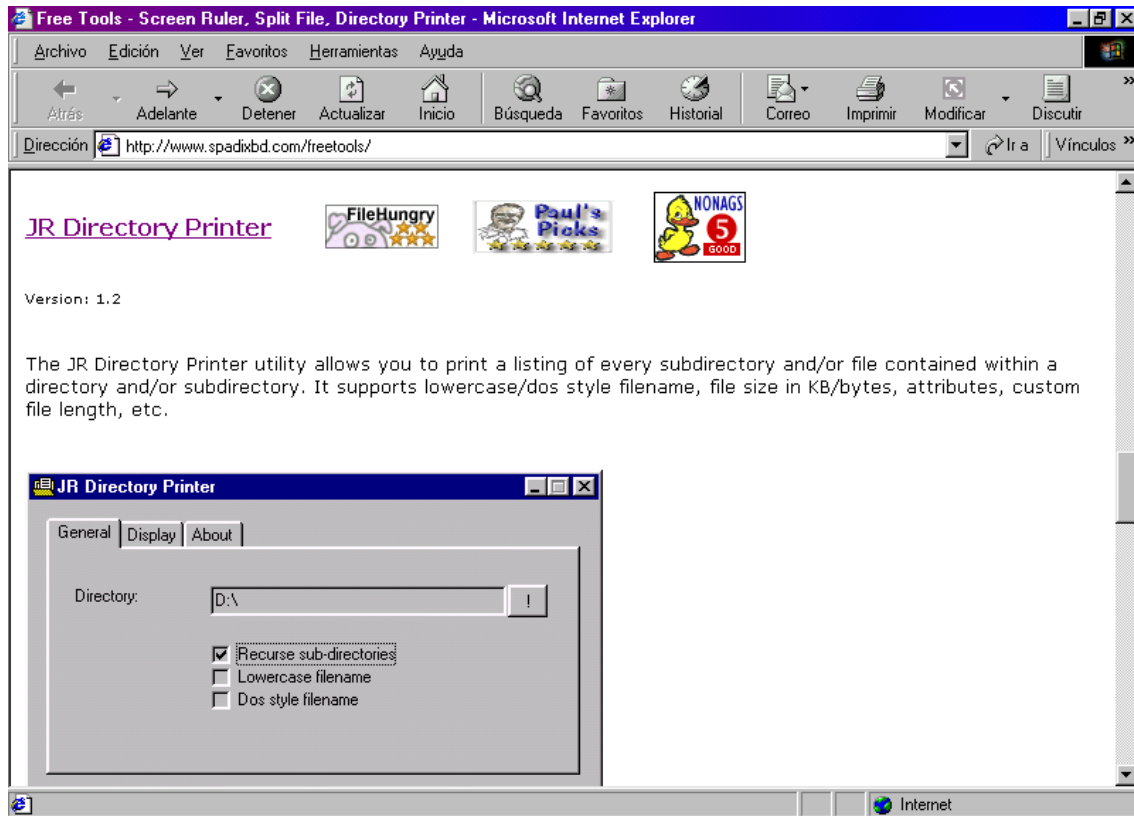 Free Tools - Screen Ruler, Split File, Directory Printer - Microsoft Internet Explorer
Archivo Edición Ver Favoritos Herramientas Ayuda
Atrás Adelante Detener Actualizar Inicio Búsqueda Favoritos Historial Correo Imprimir Modificar Discutir »
Dirección http://www.spadixbd.com/freetools/ Ir a Vínculos »
JR Directory Printer FileHungry Paul's Picks NONAGS 5 GOOD
Version: 1.2
The JR Directory Printer utility allows you to print a listing of every subdirectory and/or file contained within a
directory and/or subdirectory. It supports lowercase/dos style filename, file size in KB/bytes, attributes, custom
file length, etc.
JR Directory Printer
General Display About
Directory: D:\ !
Recurse sub-directories
Lowercase filename
Dos style filename
Internet